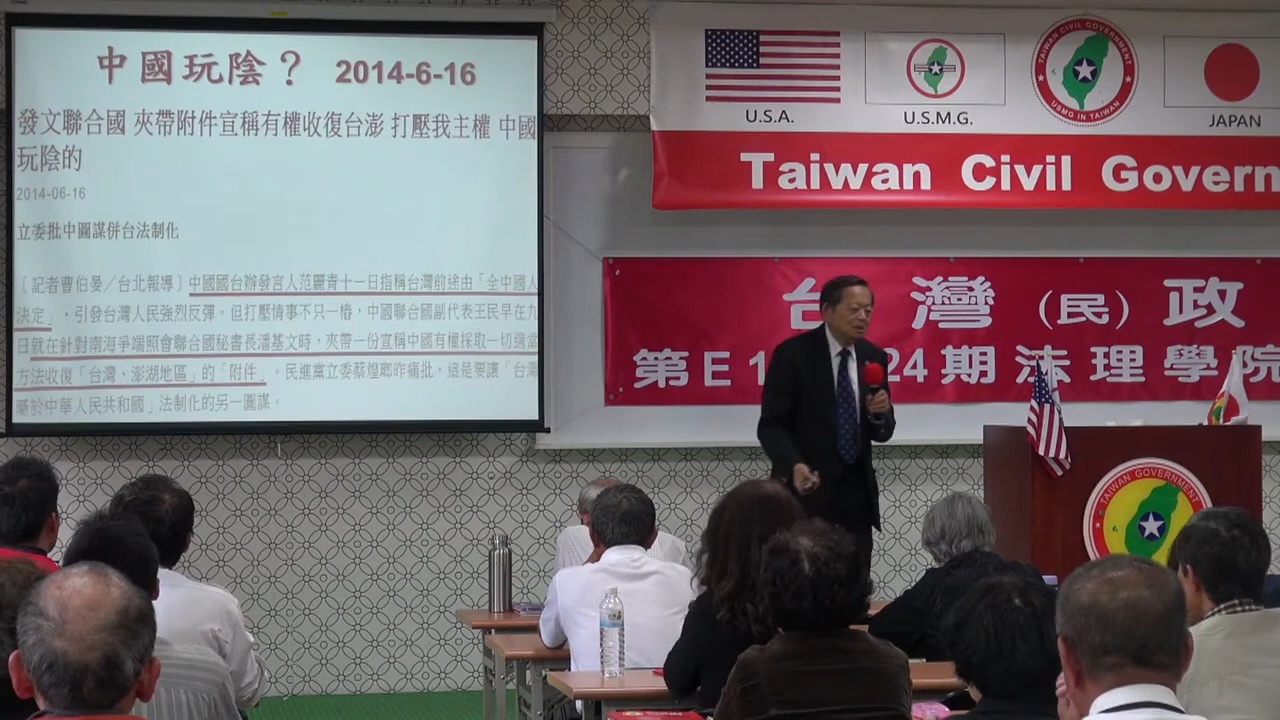 中國玩陰？ 2014-6-16
發文聯合國 夾帶附件宣稱有權收復台澎 打壓我主權 中國
玩陰的
2014-06-16
立委批中圖謀併台法制化
〔記者曹伯晏／台北報導〕中國國台辦發言人范麗青十一日指稱台灣前途由「全中國人
決定」，引發台灣人民強烈反彈。但打壓情事不只一樁，中國聯合國副代表王民早在九
日就在針對南海爭端照會聯合國秘書長潘基文時，夾帶一份宣稱中國有權採取一切適當
方法收復「台灣、澎湖地區」的「附件」。民進黨立委蔡煌瑯昨痛批，這是要讓「台灣
屬於中華人民共和國」法制化的另一圖謀。
U.S.A.
U.S.M.G.
TAIWAN CIVIL GOVERNMENT
USMG IN TAIWAN
JAPAN
Taiwan Civil Govern
台灣(民)政
第E1 24期法理學院
TAIWAN GOVERNMENT